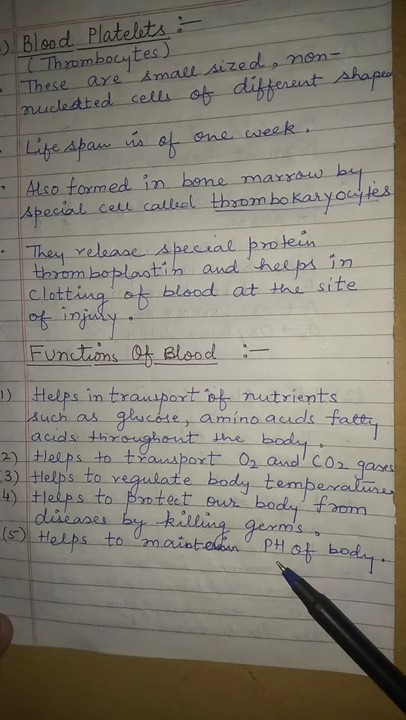 ) Blood Platelets :-
(Thrombocytes)
. These are small sized, non-
nucleated cells of different shaped
. Life span is of one week.
. Also formed in bone marrow by
special cell called thrombokaryocytes
. They release special protein
thromboplastin and helps in
clotting of blood at the site
of injury.
Functions Of Blood :-
1) Helps in transport of nutrients
such as glucose, amino acids fatty
acids throughout the body.
2) Helps to transport O2 and CO2 gases
(3) Helps to regulate body temperature
4) Helps to protect our body from
diseases by killing germs.
(5) Helps to maintain PH of body.